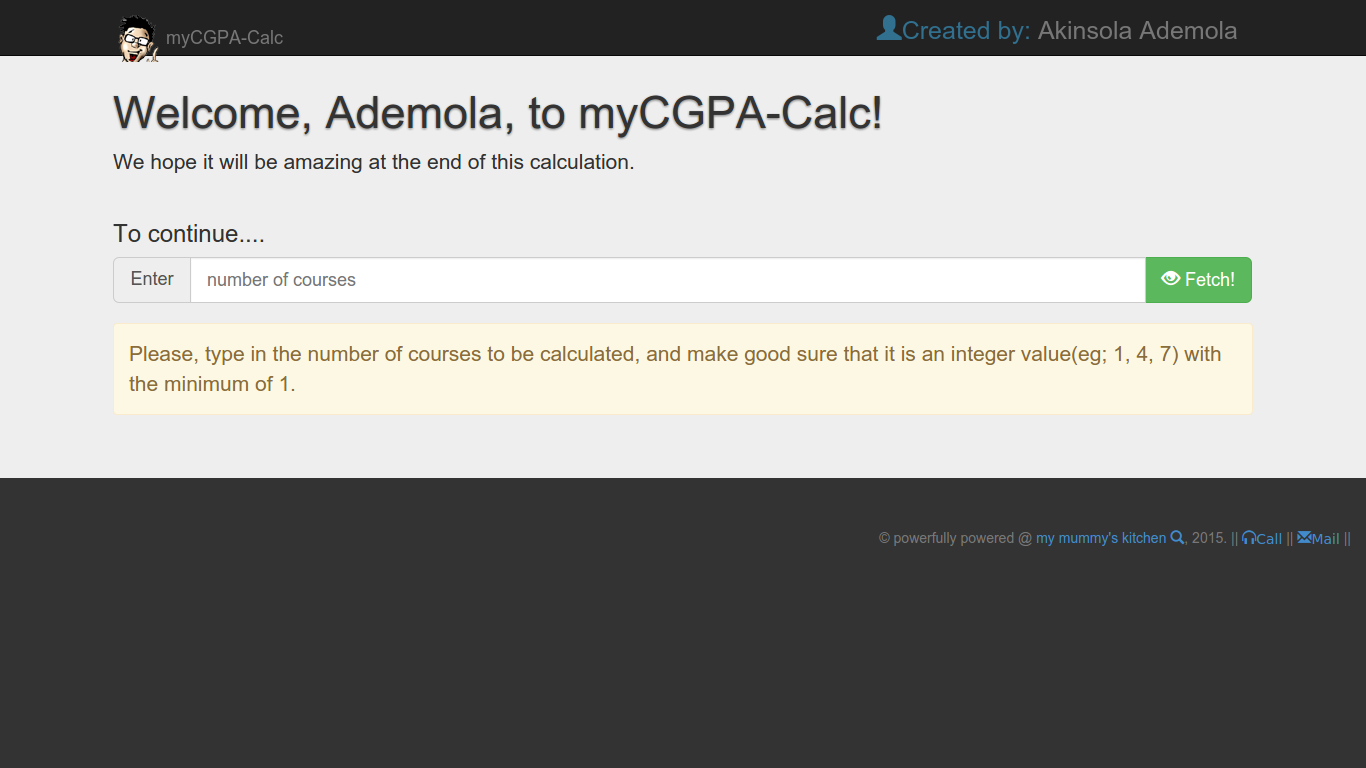 myCGPA-Calc
Created by: Akinsola Ademola
Welcome, Ademola, to myCGPA-Calc!
We hope it will be amazing at the end of this calculation.
To continue....
Enter number of courses Fetch!
Please, type in the number of courses to be calculated, and make good sure that it is an integer value(eg; 1, 4, 7) with
the minimum of 1.
© powerfully powered @ my mummy's kitchen , 2015. || Call || Mail ||